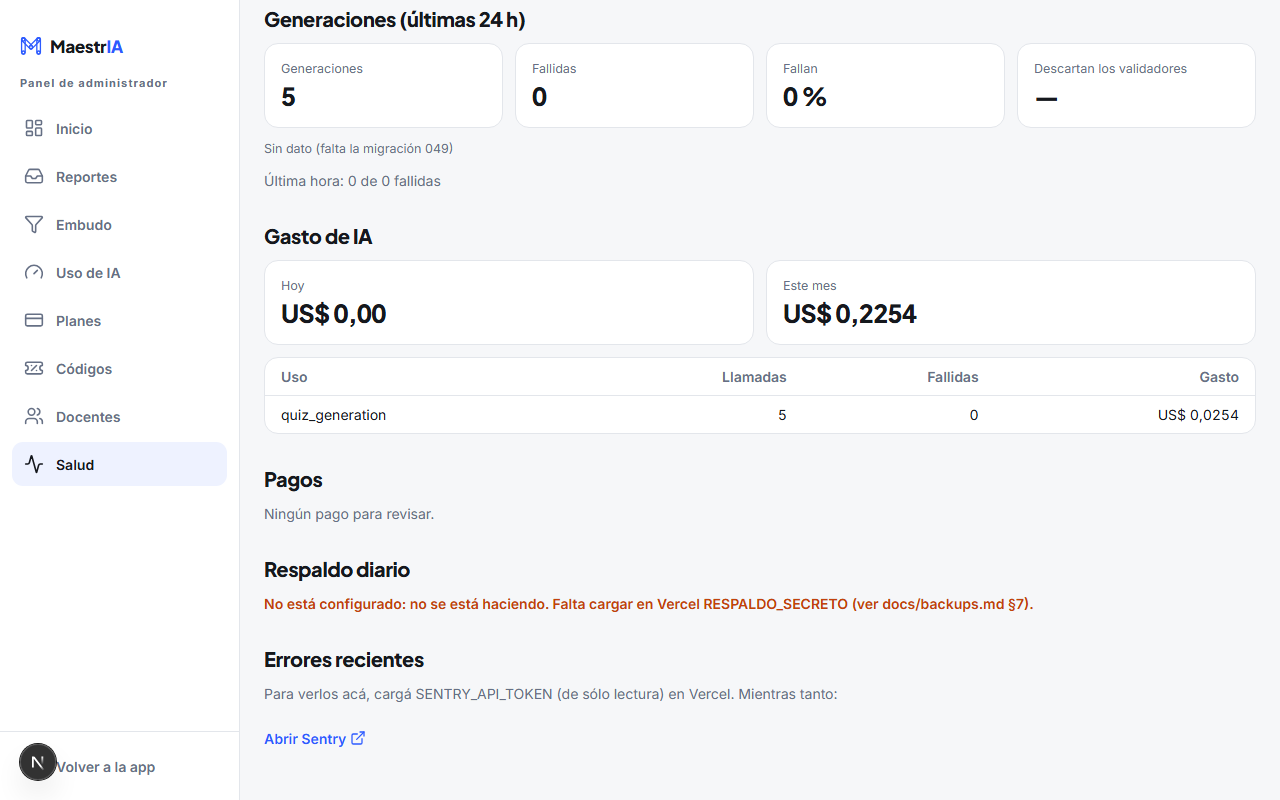 MaestrIA
Panel de administrador
Inicio
Reportes
Embudo
Uso de IA
Planes
Códigos
Docentes
Salud
N
Volver a la app
Generaciones (últimas 24 h)
Generaciones
5
Fallidas
0
Fallan
0 %
Descartan los validadores
—
Sin dato (falta la migración 049)
Última hora: 0 de 0 fallidas
Gasto de IA
Hoy
US$ 0,00
Este mes
US$ 0,2254
Uso Llamadas Fallidas Gasto
quiz_generation 5 0 US$ 0,0254
Pagos
Ningún pago para revisar.
Respaldo diario
No está configurado: no se está haciendo. Falta cargar en Vercel RESPALDO_SECRETO (ver docs/backups.md §7).
Errores recientes
Para verlos acá, cargá SENTRY_API_TOKEN (de sólo lectura) en Vercel. Mientras tanto:
Abrir Sentry